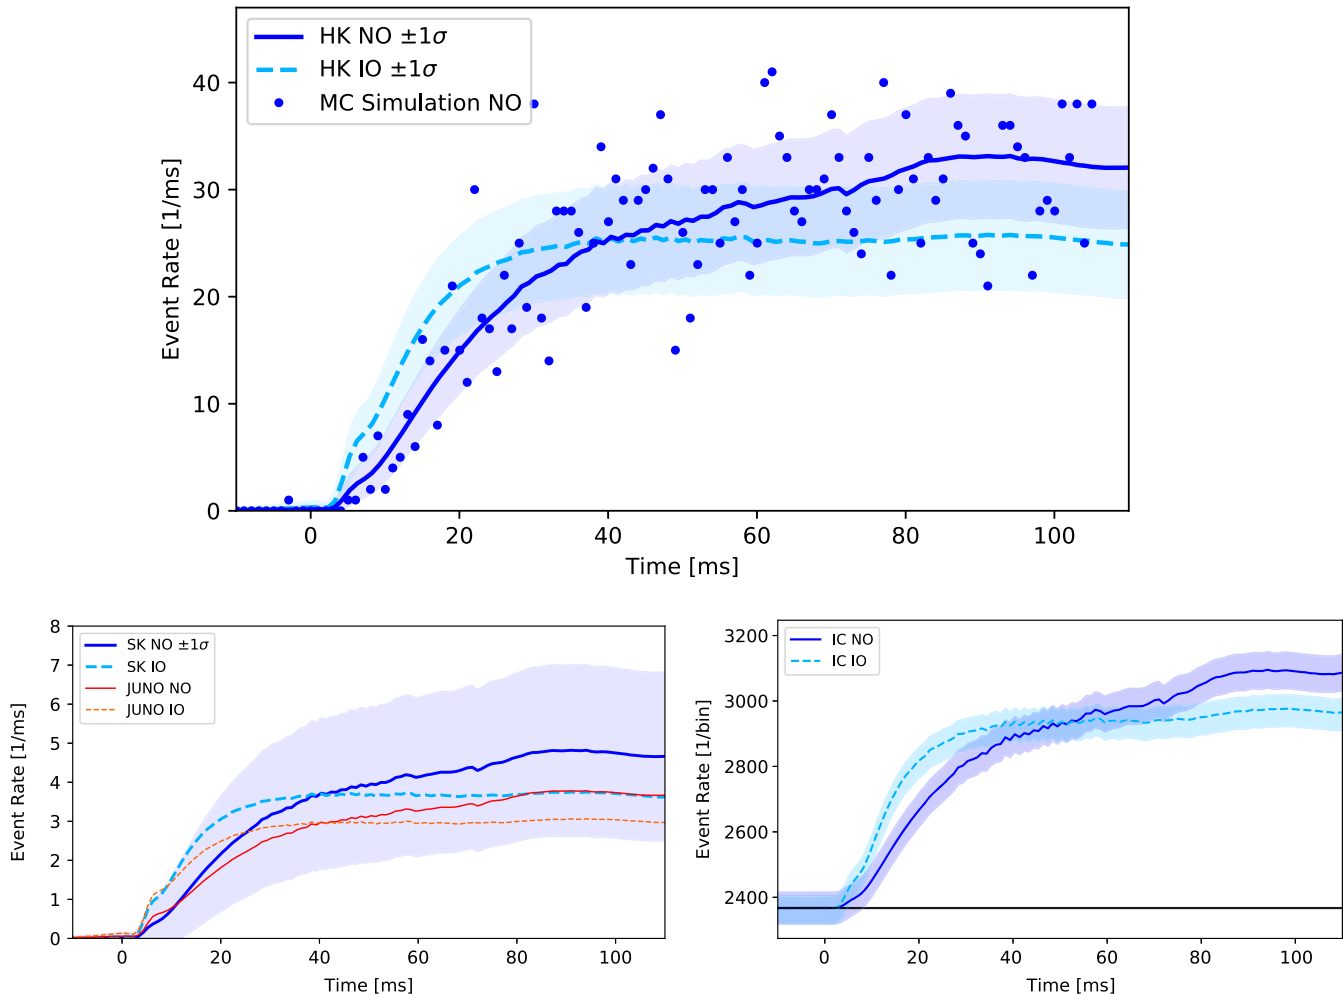 HK NO ±1σ
HK IO ±1σ
MC Simulation NO
Event Rate [1/ms]
40
30
20
10
0
0 20 40 60 80 100
Time [ms]
SK NO ±1σ
SK IO
JUNO NO
JUNO IO
Event Rate [1/ms]
8
7
6
5
4
3
2
1
0
0 20 40 60 80 100
Time [ms]
IC NO
IC IO
Event Rate [1/bin]
3200
3000
2800
2600
2400
0 20 40 60 80 100
Time [ms]